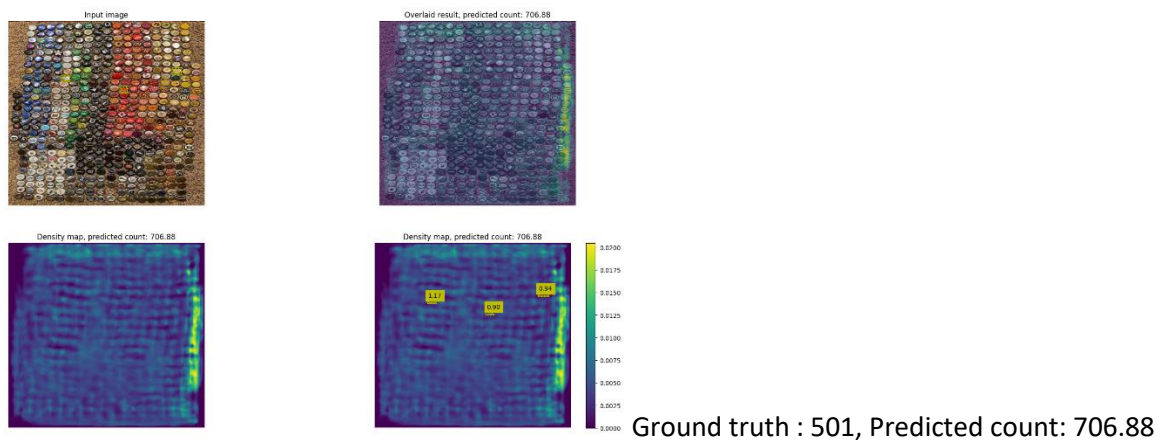 Input image
Overlaid result, predicted count: 706.88
Density map, predicted count: 706.88
Density map, predicted count: 706.88
1.17
0.90
0.94
0.0200
0.0175
0.0150
0.0125
0.0100
0.0075
0.0050
0.0025
0.0000
Ground truth : 501, Predicted count: 706.88